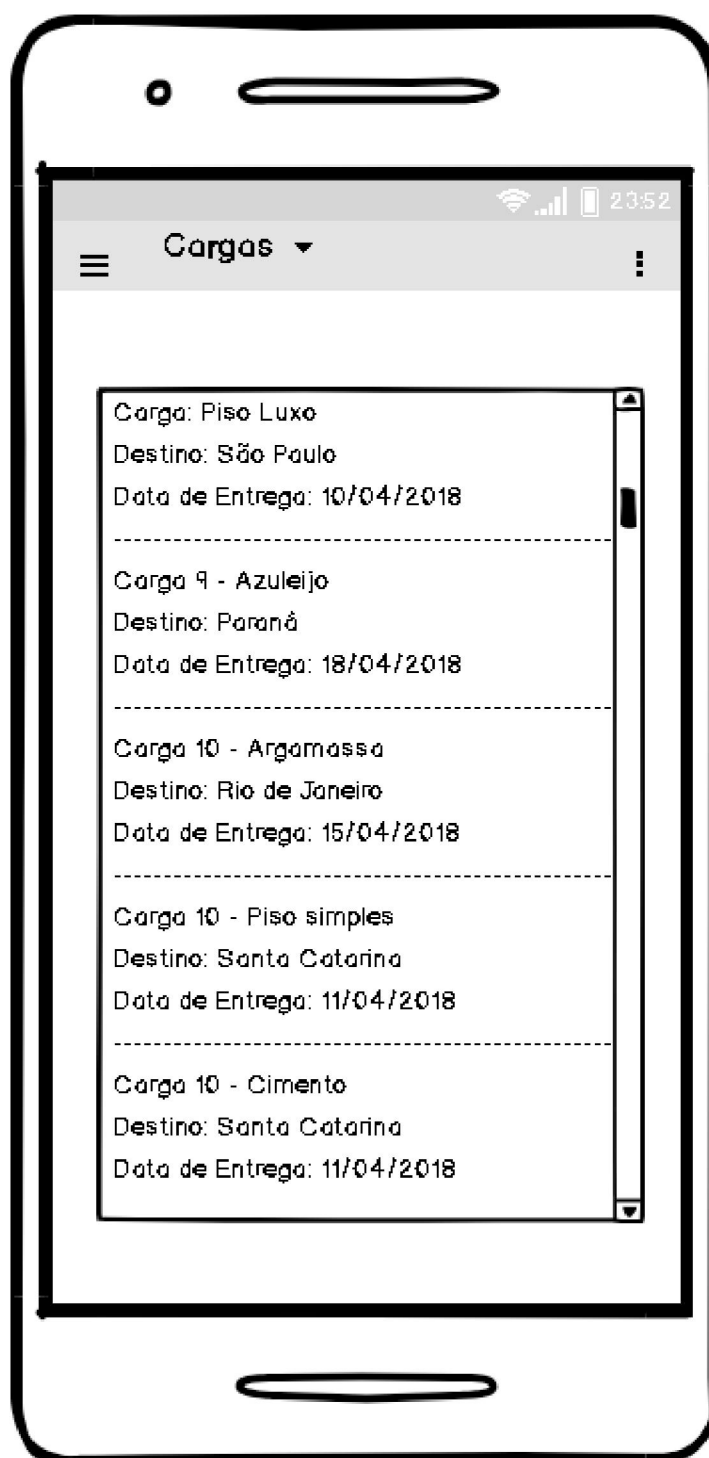 23:52
Cargas
Carga: Piso Luxo
Destino: São Paulo
Data de Entrega: 10/04/2018
Carga 9 - Azuleijo
Destino: Paraná
Data de Entrega: 18/04/2018
Carga 10 - Argamassa
Destino: Rio de Janeiro
Data de Entrega: 15/04/2018
Carga 10 - Piso simples
Destino: Santa Catarina
Data de Entrega: 11/04/2018
Carga 10 - Cimento
Destino: Santa Catarina
Data de Entrega: 11/04/2018